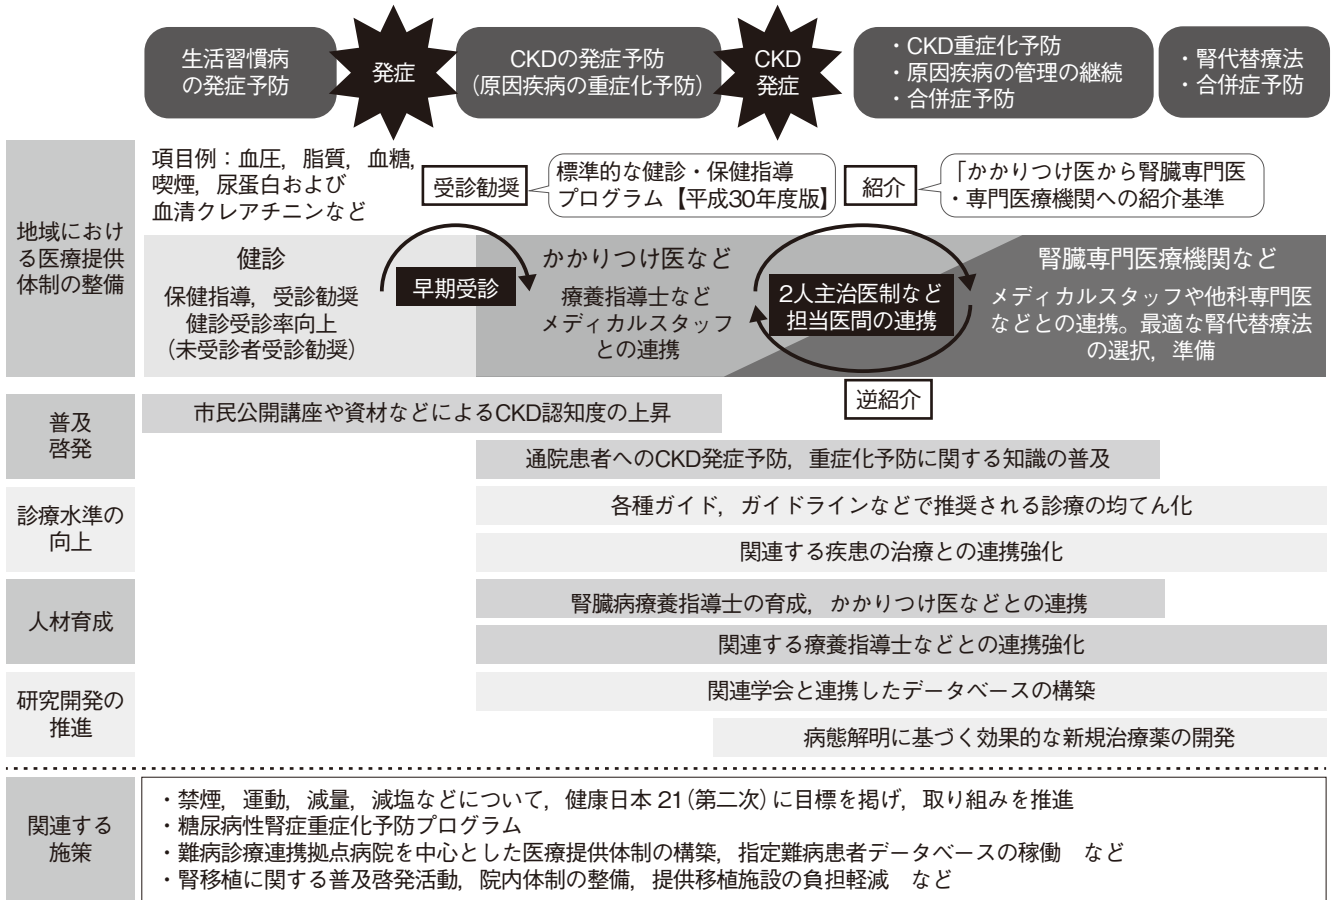 生活習慣病
の発症予防
発症
CKDの発症予防
(原因疾病の重症化予防)
CKD
発症
・CKD重症化予防
・原因疾病の管理の継続
・合併症予防
・腎代替療法
・合併症予防
地域におけ
る医療提供
体制の整備
項目例：血圧，脂質，血糖，
喫煙，尿蛋白および
血清クレアチニンなど
受診勧奨
標準的な健診・保健指導
プログラム【平成30年度版】
紹介
「かかりつけ医から腎臓専門医
・専門医療機関への紹介基準
健診
保健指導，受診勧奨
健診受診率向上
（未受診者受診勧奨）
早期受診
かかりつけ医など
療養指導士など
メディカルスタッフ
との連携
2人主治医制など
担当医間の連携
腎臓専門医療機関など
メディカルスタッフや他科専門医
などとの連携。最適な腎代替療法
の選択，準備
逆紹介
普及
啓発
市民公開講座や資材などによるCKD認知度の上昇
通院患者へのCKD発症予防，重症化予防に関する知識の普及
診療水準の
向上
各種ガイド，ガイドラインなどで推奨される診療の均てん化
関連する疾患の治療との連携強化
人材育成
腎臓病療養指導士の育成，かかりつけ医などとの連携
関連する療養指導士などとの連携強化
研究開発の
推進
関連学会と連携したデータベースの構築
病態解明に基づく効果的な新規治療薬の開発
関連する
施策
・禁煙，運動，減量，減塩などについて，健康日本 21（第二次）に目標を掲げ，取り組みを推進
・糖尿病性腎症重症化予防プログラム
・難病診療連携拠点病院を中心とした医療提供体制の構築，指定難病患者データベースの稼働　など
・腎移植に関する普及啓発活動，院内体制の整備，提供移植施設の負担軽減　など